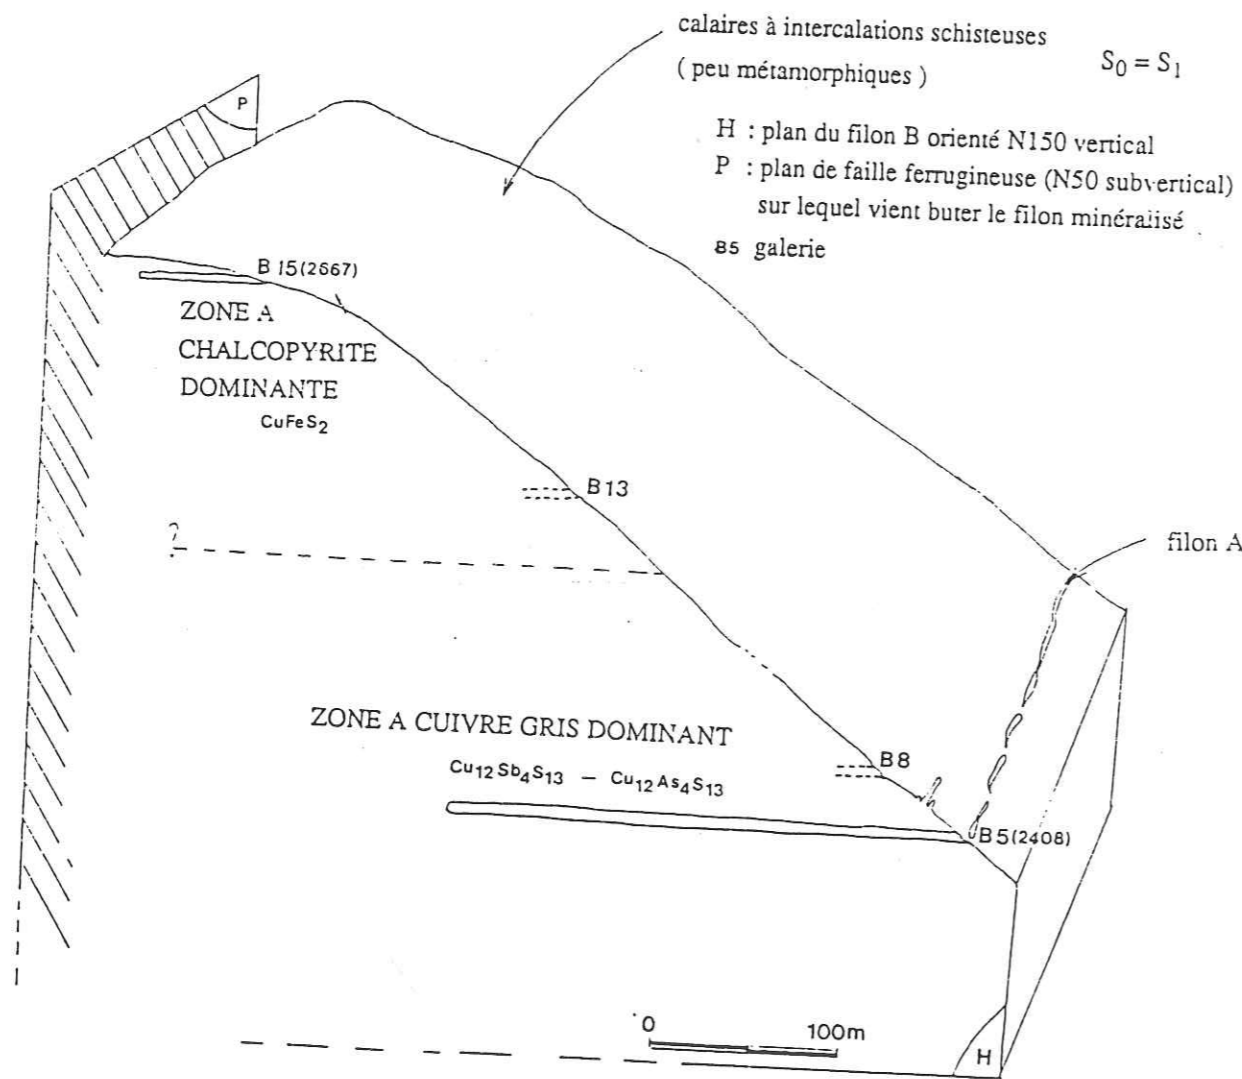 calaires à intercalations schisteuses
( peu métamorphiques )
S₀ = S₁
H : plan du filon B orienté N150 vertical
P : plan de faille ferrugineuse (N50 subvertical)
sur lequel vient buter le filon minéralisé
B5 galerie
P
B 15(2667)
ZONE A
CHALCOPYRITE
DOMINANTE
CuFeS₂
B13
?
filon A
ZONE A CUIVRE GRIS DOMINANT
Cu₁₂Sb₄S₁₃ – Cu₁₂As₄S₁₃
B8
B5(2408)
0 100m
H